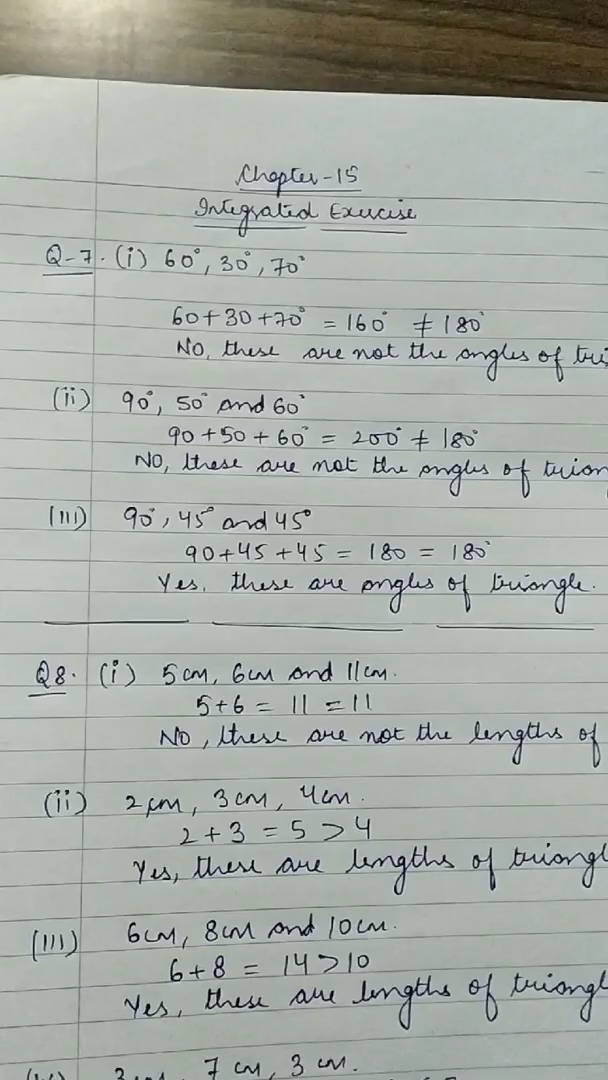 Chapter-15
Integrated Exercise
Q-7. (i) 60°, 30°, 70°
60+30+70° = 160° ≠ 180°
No, these are not the angles of tri
(ii) 90°, 50° and 60°
90+50+60° = 200° ≠ 180°
No, these are not the angles of trian
(iii) 90°, 45° and 45°
90+45+45 = 180 = 180°
Yes, these are angles of triangle.
Q8. (i) 5cm, 6cm and 11cm.
5+6 = 11 = 11
No, these are not the lengths of
(ii) 2cm, 3cm, 4cm.
2+3 = 5 > 4
Yes, these are lengths of triangl
(iii) 6cm, 8cm and 10cm.
6+8 = 14 > 10
Yes, these are lengths of triangl
7 cm, 3 cm.